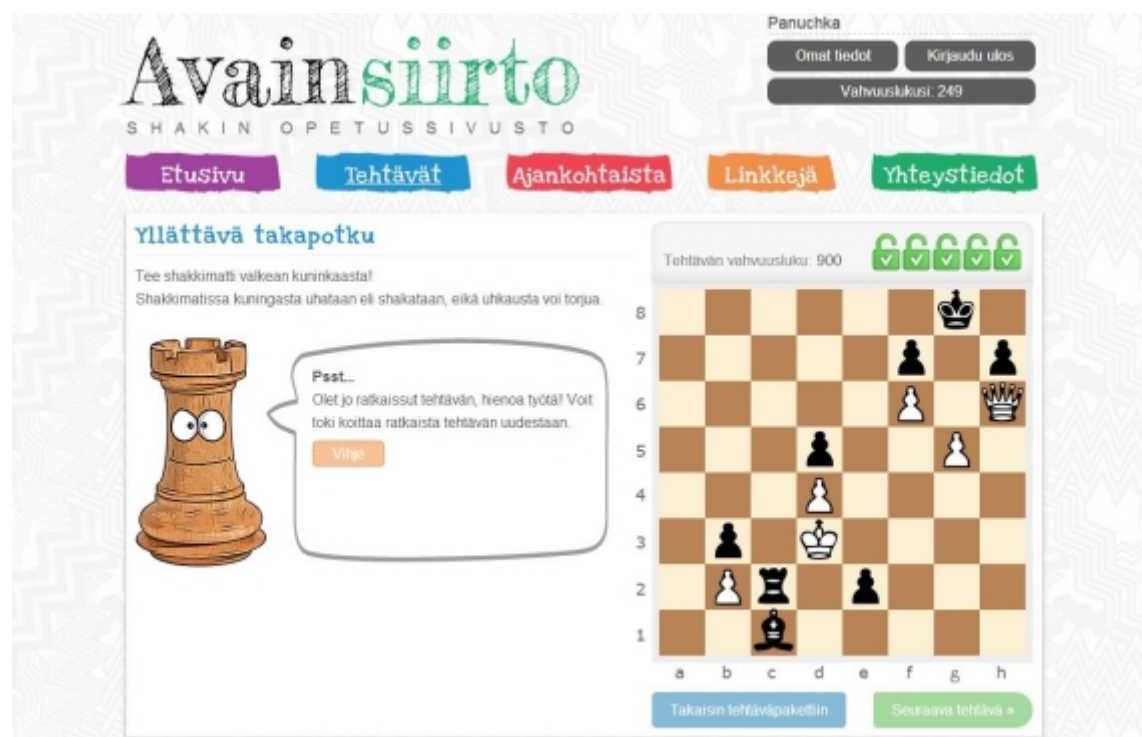 Panuchka
Omat tiedot
Kirjaudu ulos
Vahvuuslukusi: 249
Avainsiirto
SHAKIN OPETUSSIVUSTO
Etusivu
Tehtävät
Ajankohtaista
Linkkejä
Yhteystiedot
Yllättävä takapotku
Tee shakkimatti valkean kuninkaasta!
Shakkimatissa kuningasta uhataan eli shakataan, eikä uhkausta voi torjua.
Psst...
Olet jo ratkaissut tehtävän, hienoa työtä! Voit
toki koittaa ratkaista tehtävän uudestaan.
Vihje
Tehtävän vahvuusluku: 900
8
7
6
5
4
3
2
1
a b c d e f g h
Takaisin tehtäväpakettiin
Seuraava tehtävä »